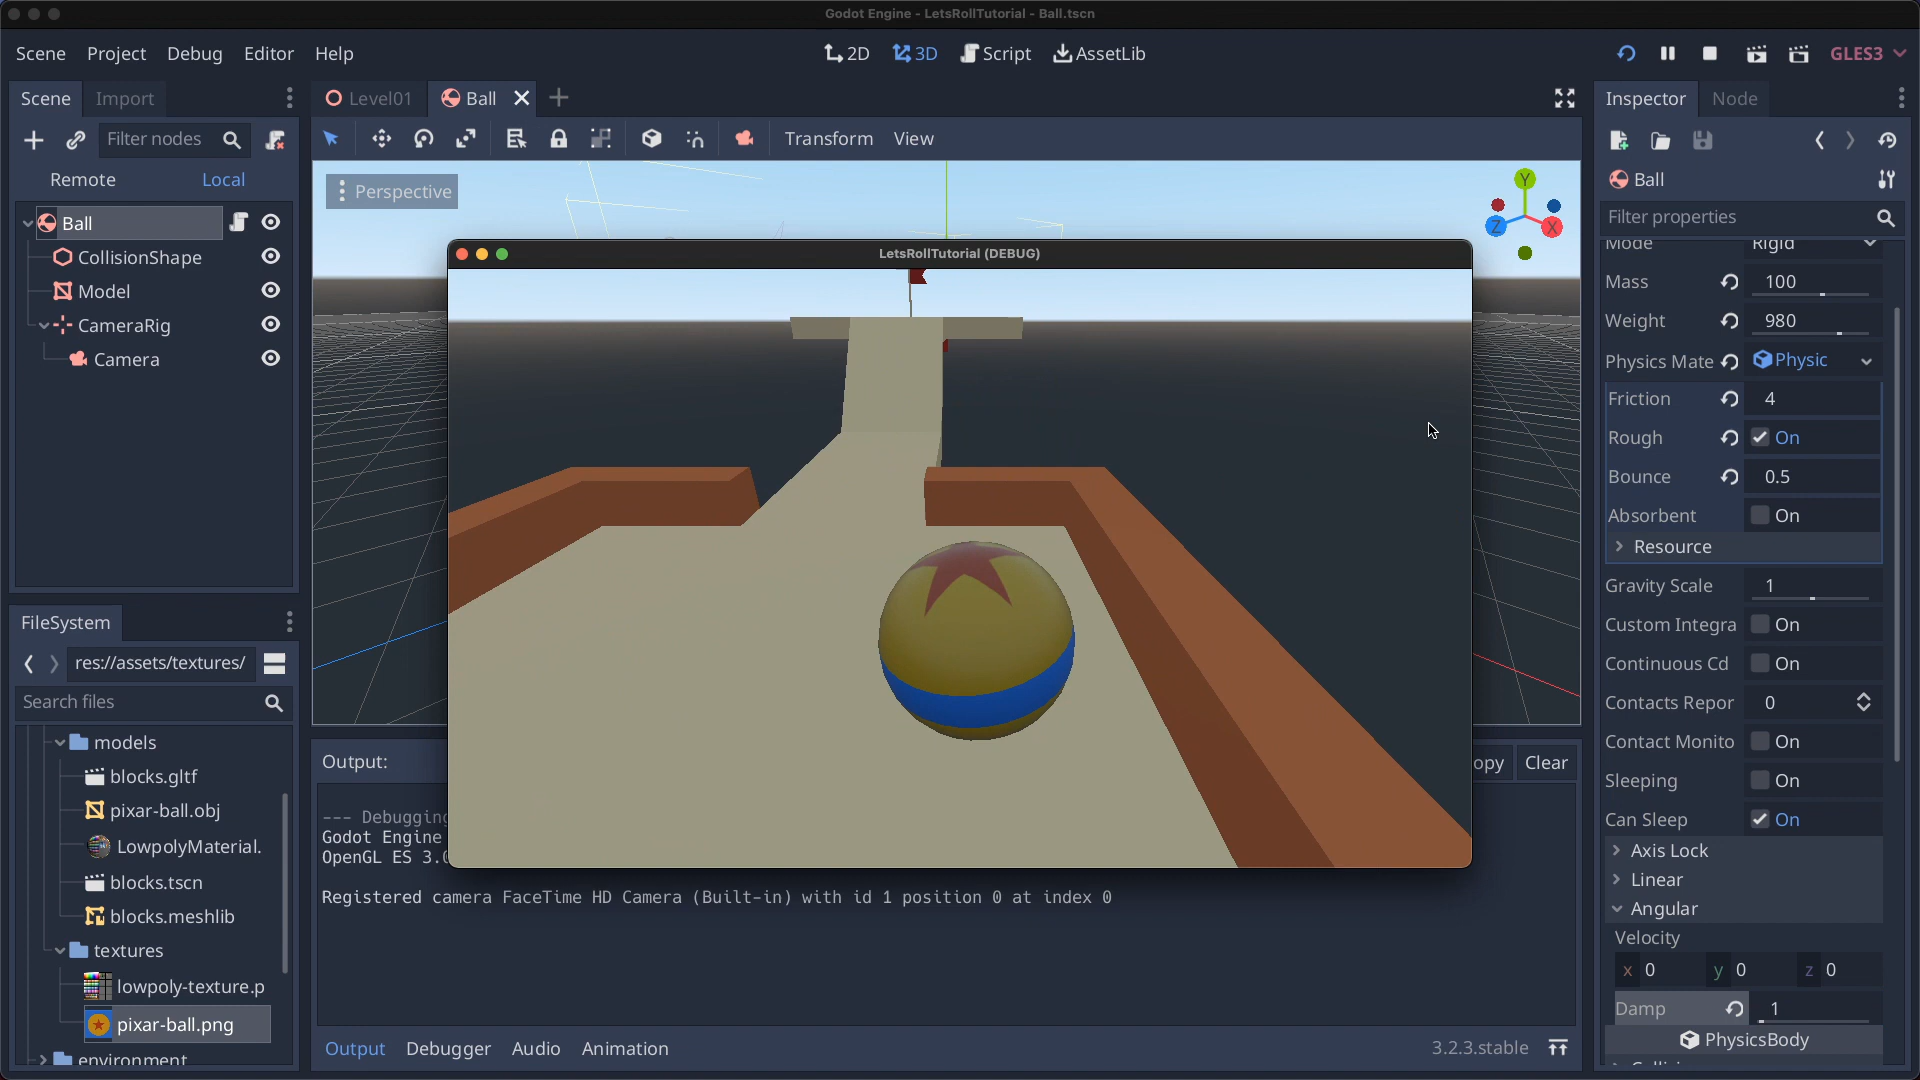 Godot Engine - LetsRollTutorial - Ball.tscn
Scene Project Debug Editor Help
2D 3D Script AssetLib
GLES3
Scene Import
Filter nodes
Remote Local
Ball
CollisionShape
Model
CameraRig
Camera
FileSystem
res://assets/textures/
Search files
models
blocks.gltf
pixar-ball.obj
LowpolyMaterial.
blocks.tscn
blocks.meshlib
textures
lowpoly-texture.p
pixar-ball.png
environment
Level01 Ball
Transform View
Perspective
Y
Z X
LetsRollTutorial (DEBUG)
Output:
opy Clear
--- Debugging
Godot Engine
OpenGL ES 3.0
Registered camera FaceTime HD Camera (Built-in) with id 1 position 0 at index 0
Output Debugger Audio Animation
3.2.3.stable
Inspector Node
Ball
Filter properties
Mode Rigid
Mass 100
Weight 980
Physics Mate Physic
Friction 4
Rough On
Bounce 0.5
Absorbent On
Resource
Gravity Scale 1
Custom Integra On
Continuous Cd On
Contacts Repor 0
Contact Monito On
Sleeping On
Can Sleep On
Axis Lock
Linear
Angular
Velocity
x 0 y 0 z 0
Damp 1
PhysicsBody